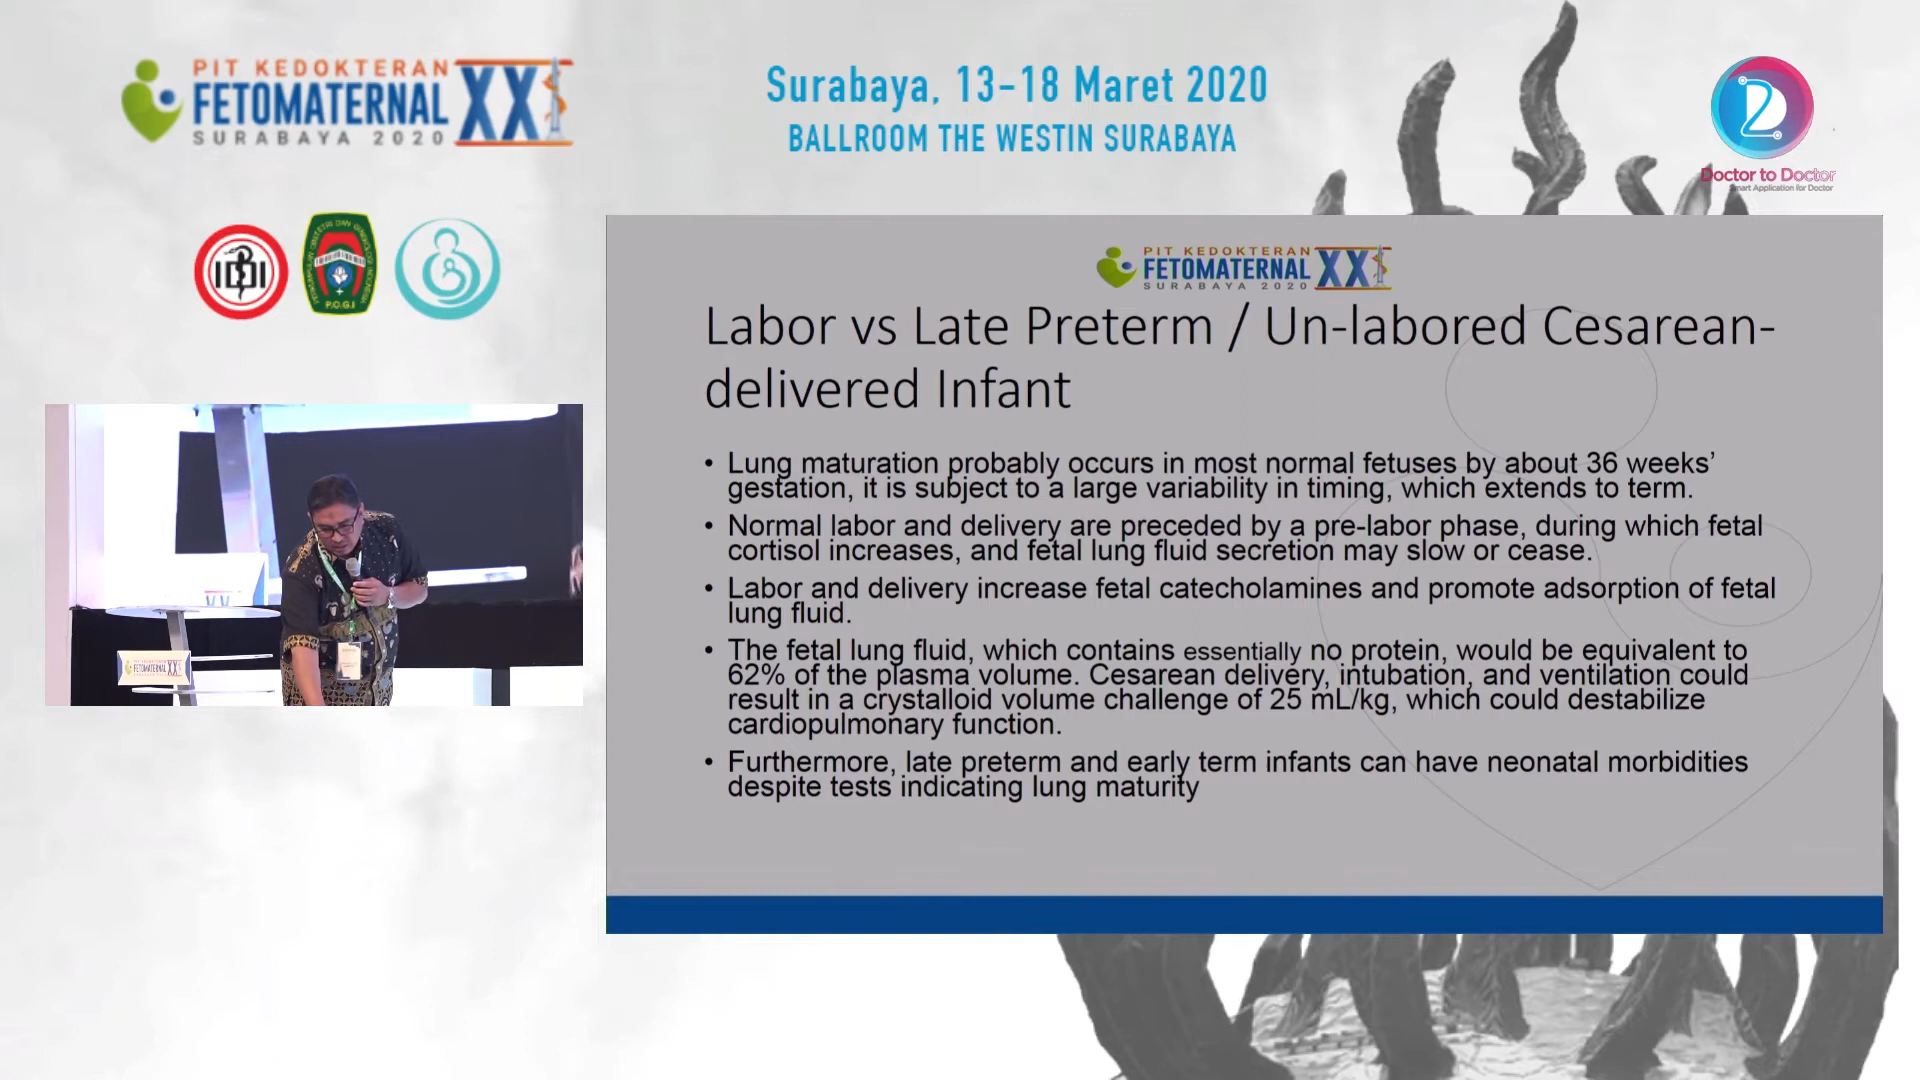 PIT KEDOKTERAN
FETOMATERNAL XXI
SURABAYA 2020
Surabaya, 13-18 Maret 2020
BALLROOM THE WESTIN SURABAYA
Doctor to Doctor
Smart Application for Doctor
IDI
PERKUMPULAN OBSTETRI DAN GINEKOLOGI INDONESIA
P.O.G.I
PIT KEDOKTERAN
FETOMATERNAL XXI
SURABAYA 2020
Labor vs Late Preterm / Un-labored Cesarean-
delivered Infant
• Lung maturation probably occurs in most normal fetuses by about 36 weeks’
gestation, it is subject to a large variability in timing, which extends to term.
• Normal labor and delivery are preceded by a pre-labor phase, during which fetal
cortisol increases, and fetal lung fluid secretion may slow or cease.
• Labor and delivery increase fetal catecholamines and promote adsorption of fetal
lung fluid.
• The fetal lung fluid, which contains essentially no protein, would be equivalent to
62% of the plasma volume. Cesarean delivery, intubation, and ventilation could
result in a crystalloid volume challenge of 25 mL/kg, which could destabilize
cardiopulmonary function.
• Furthermore, late preterm and early term infants can have neonatal morbidities
despite tests indicating lung maturity
FETOMATERNAL XXI